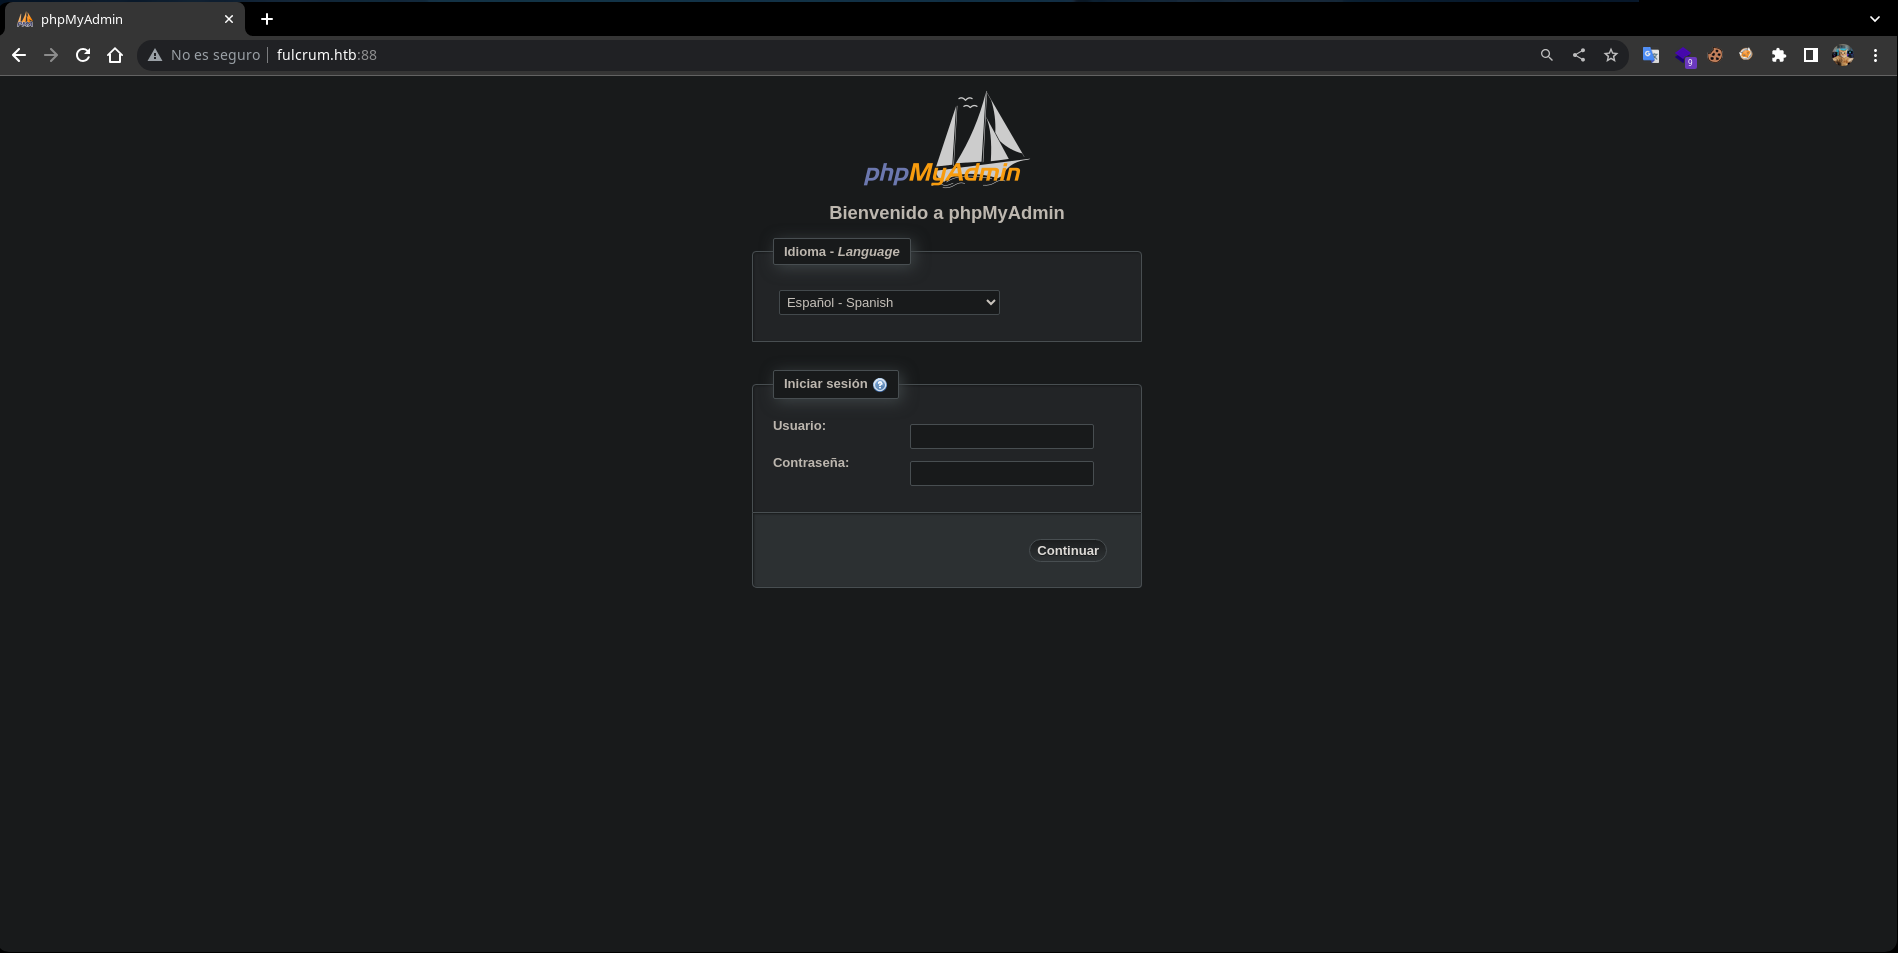 phpMyAdmin
No es seguro | fulcrum.htb:88
9
phpMyAdmin
Bienvenido a phpMyAdmin
Idioma - Language
Español - Spanish
Iniciar sesión ?
Usuario:
Contraseña:
Continuar